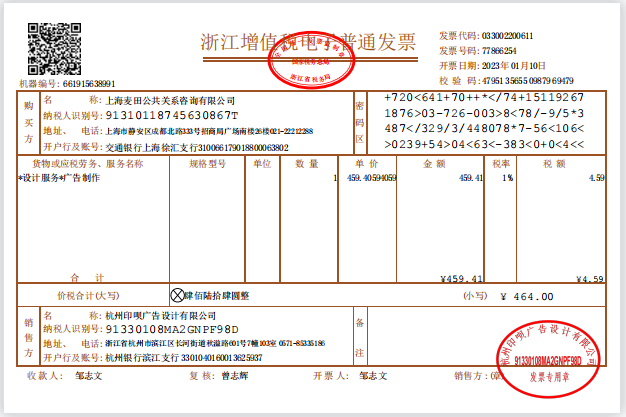 浙江增值税电子普通发票
发票代码:033002200611
发票号码:77866254
开票日期:2023年01月10日
校 验 码:47951 35655 09879 69479
机器编号:661915638991
国家税务总局
浙江省税务局
购买方
名 称:上海麦田公共关系咨询有限公司
纳税人识别号:91310118745630867T
地址、 电话:上海市静安区成都北路333号招商局广场南楼26楼021-22212288
开户行及账号:交通银行上海徐汇支行310066179018800063802
密码区
+720<641+70++*</74+15119267
1876>03-726-003>8<78/-9/5*3
487</329/3/448078*7-56<106<
>0239+54>04<63<-383<0+0<4<<
货物或应税劳务、服务名称 规格型号 单位 数 量 单 价 金 额 税率 税 额
*设计服务*广告制作 1 459.40594059 459.41 1% 4.59
合 计 ¥459.41 ¥4.59
价税合计(大写) ⊗肆佰陆拾肆圆整 (小写) ¥ 464.00
销售方
名 称:杭州印呗广告设计有限公司
纳税人识别号:91330108MA2GNPF98D
地址、 电话:浙江省杭州市滨江区长河街道秋溢路601号7幢103室 0571-85335186
开户行及账号:杭州银行滨江支行 3301040160013625937
备注
收款人: 邹志文 复核: 曾志辉 开票人: 邹志文 销售方:(章)
杭州印呗广告设计有限公司
91330108MA2GNPF98D
发票专用章